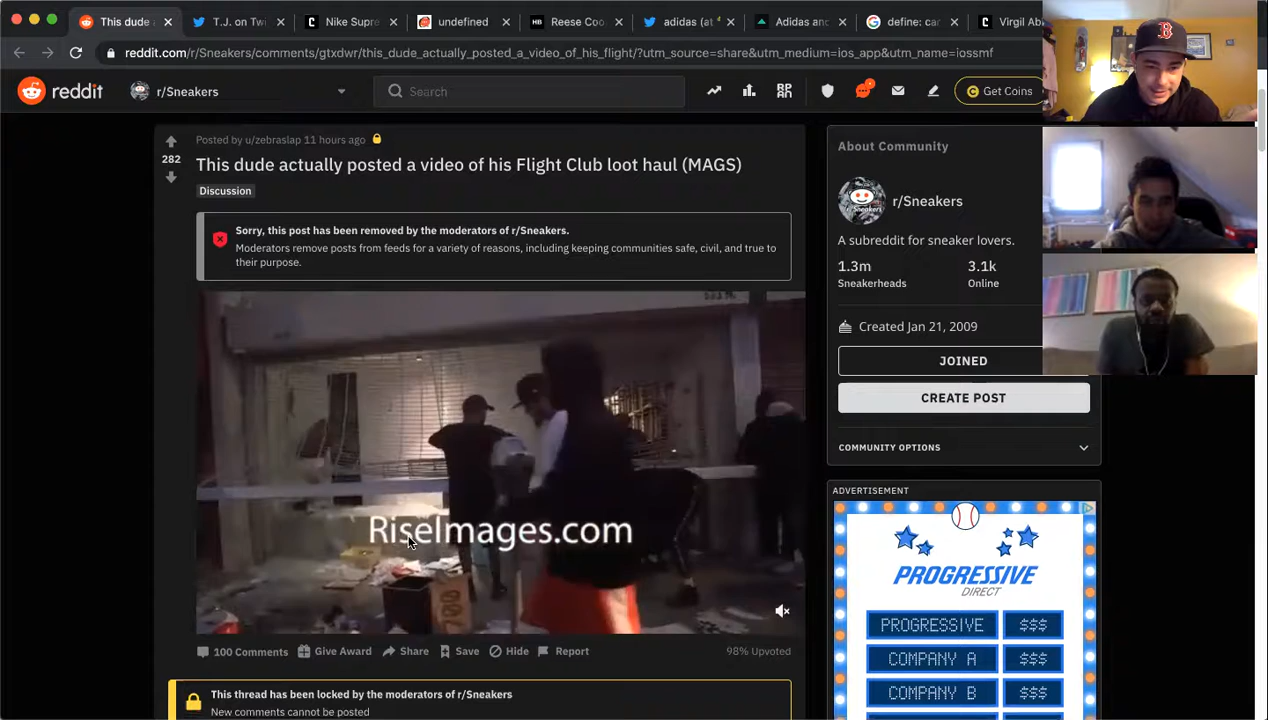 This dude a
T.J. on Tw
Nike Supre
undefined
Reese Coo
adidas (at
Adidas and
define: car
Virgil Ab
reddit.com/r/Sneakers/comments/gtxdwr/this_dude_actually_posted_a_video_of_his_flight/?utm_source=share&utm_medium=ios_app&utm_name=iossmf
reddit
r/Sneakers
Search
Get Coins
Posted by u/zebraslap 11 hours ago
282
This dude actually posted a video of his Flight Club loot haul (MAGS)
Discussion
Sorry, this post has been removed by the moderators of r/Sneakers.
Moderators remove posts from feeds for a variety of reasons, including keeping communities safe, civil, and true to
their purpose.
RiseImages.com
100 Comments
Give Award
Share
Save
Hide
Report
98% Upvoted
This thread has been locked by the moderators of r/Sneakers
New comments cannot be posted
About Community
r/Sneakers
A subreddit for sneaker lovers.
1.3m
3.1k
Sneakerheads
Online
Created Jan 21, 2009
JOINED
CREATE POST
COMMUNITY OPTIONS
ADVERTISEMENT
PROGRESSIVE
DIRECT
PROGRESSIVE $$$
COMPANY A $$$
COMPANY B $$$
B